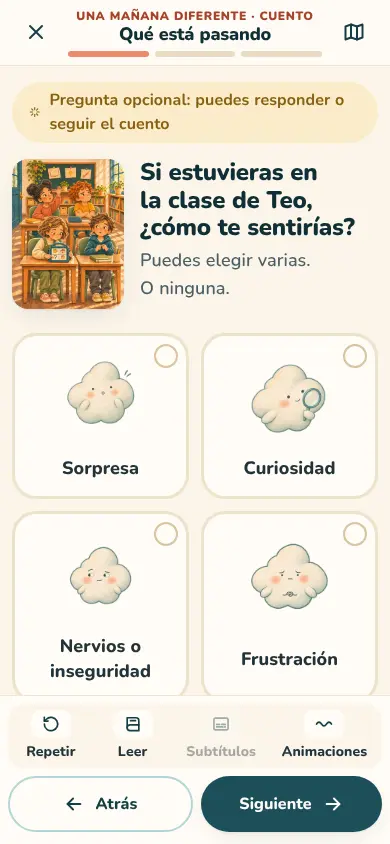 UNA MAÑANA DIFERENTE · CUENTO
Qué está pasando
Pregunta opcional: puedes responder o
seguir el cuento
Si estuvieras en
la clase de Teo,
¿cómo te sentirías?
Puedes elegir varias.
O ninguna.
Sorpresa
Curiosidad
Nervios o
inseguridad
Frustración
Repetir
Leer
Subtítulos
Animaciones
Atrás
Siguiente